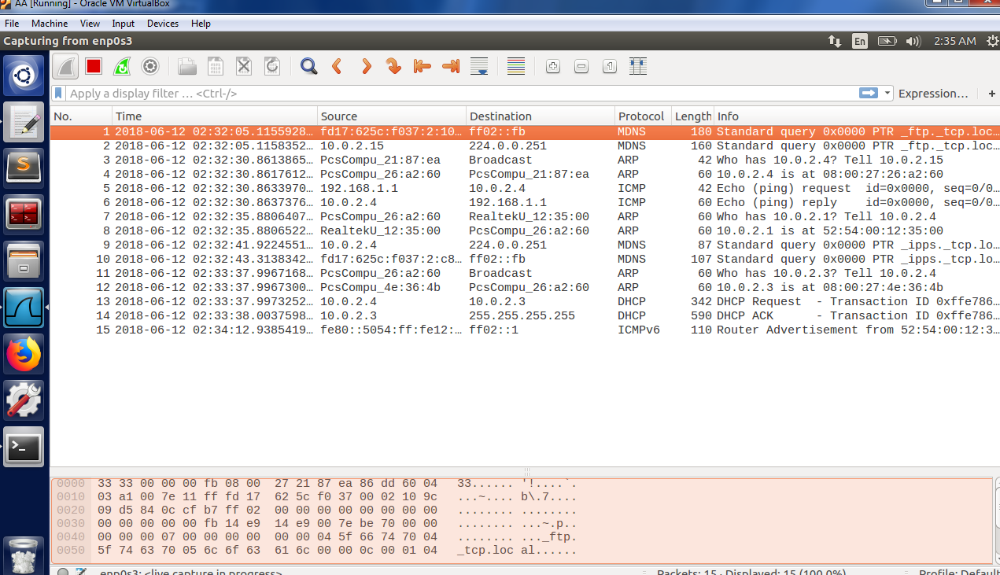 AA [Running] - Oracle VM VirtualBox
File Machine View Input Devices Help
Capturing from enp0s3 En 2:35 AM
Apply a display filter … <Ctrl-/> Expression… +
No. Time Source Destination Protocol Length Info
1 2018-06-12 02:32:05.1155928… fd17:625c:f037:2:10… ff02::fb MDNS 180 Standard query 0x0000 PTR _ftp._tcp.loc…
2 2018-06-12 02:32:05.1158352… 10.0.2.15 224.0.0.251 MDNS 160 Standard query 0x0000 PTR _ftp._tcp.loc…
3 2018-06-12 02:32:30.8613865… PcsCompu_21:87:ea Broadcast ARP 42 Who has 10.0.2.4? Tell 10.0.2.15
4 2018-06-12 02:32:30.8617612… PcsCompu_26:a2:60 PcsCompu_21:87:ea ARP 60 10.0.2.4 is at 08:00:27:26:a2:60
5 2018-06-12 02:32:30.8633970… 192.168.1.1 10.0.2.4 ICMP 42 Echo (ping) request id=0x0000, seq=0/0…
6 2018-06-12 02:32:30.8637376… 10.0.2.4 192.168.1.1 ICMP 60 Echo (ping) reply id=0x0000, seq=0/0…
7 2018-06-12 02:32:35.8806407… PcsCompu_26:a2:60 RealtekU_12:35:00 ARP 60 Who has 10.0.2.1? Tell 10.0.2.4
8 2018-06-12 02:32:35.8806522… RealtekU_12:35:00 PcsCompu_26:a2:60 ARP 60 10.0.2.1 is at 52:54:00:12:35:00
9 2018-06-12 02:32:41.9224551… 10.0.2.4 224.0.0.251 MDNS 87 Standard query 0x0000 PTR _ipps._tcp.lo…
10 2018-06-12 02:32:43.3138342… fd17:625c:f037:2:c8… ff02::fb MDNS 107 Standard query 0x0000 PTR _ipps._tcp.lo…
11 2018-06-12 02:33:37.9967168… PcsCompu_26:a2:60 Broadcast ARP 60 Who has 10.0.2.3? Tell 10.0.2.4
12 2018-06-12 02:33:37.9967300… PcsCompu_4e:36:4b PcsCompu_26:a2:60 ARP 60 10.0.2.3 is at 08:00:27:4e:36:4b
13 2018-06-12 02:33:37.9973252… 10.0.2.4 10.0.2.3 DHCP 342 DHCP Request - Transaction ID 0xffe786…
14 2018-06-12 02:33:38.0037598… 10.0.2.3 255.255.255.255 DHCP 590 DHCP ACK - Transaction ID 0xffe786…
15 2018-06-12 02:34:12.9385419… fe80::5054:ff:fe12:… ff02::1 ICMPv6 110 Router Advertisement from 52:54:00:12:3…
0000 33 33 00 00 00 fb 08 00 27 21 87 ea 86 dd 60 04 33...... '!....`.
0010 03 a1 00 7e 11 ff fd 17 62 5c f0 37 00 02 10 9c ...~.... b\.7....
0020 09 d5 84 0c cf b7 ff 02 00 00 00 00 00 00 00 00 ........ ........
0030 00 00 00 00 00 fb 14 e9 14 e9 00 7e be 70 00 00 ........ ...~.p..
0040 00 00 00 07 00 00 00 00 00 00 04 5f 66 74 70 04 ........ ..._ftp.
0050 5f 74 63 70 05 6c 6f 63 61 6c 00 00 0c 00 01 04 _tcp.loc al......
enp0s3: <live capture in progress> Packets: 15 · Displayed: 15 (100.0%) Profile: Default